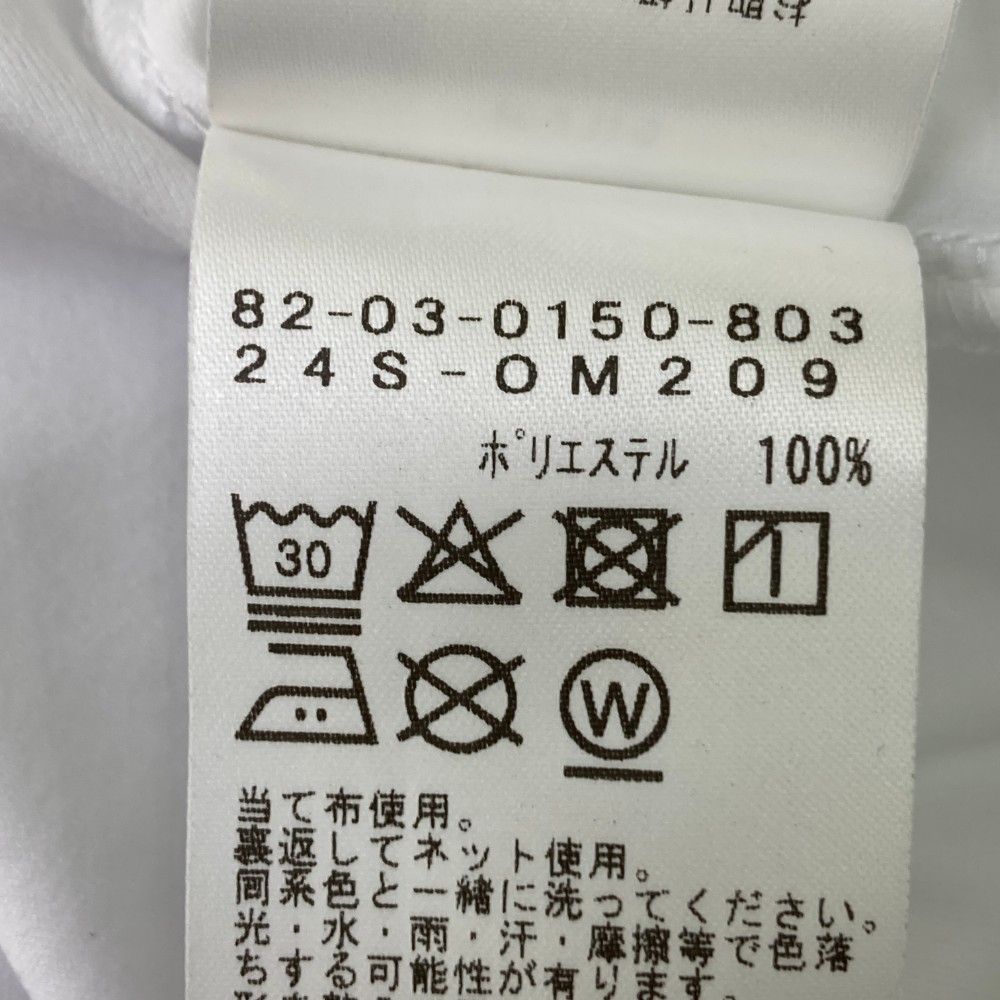 82-03-0150-803
24S-OM209
ポリエステル 100%
30
W
当て布使用。
裏返してネット使用。
同系色と一緒に洗ってください。
光・水・雨・汗・摩擦等で色落
ち・する可能性が有ります。